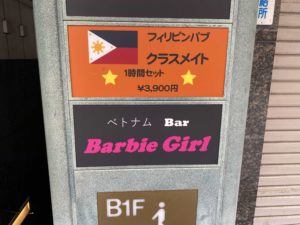 フィリピンパブ
クラスメイト
1時間セット
¥3,900円
ベトナム Bar
Barbie Girl
B1F